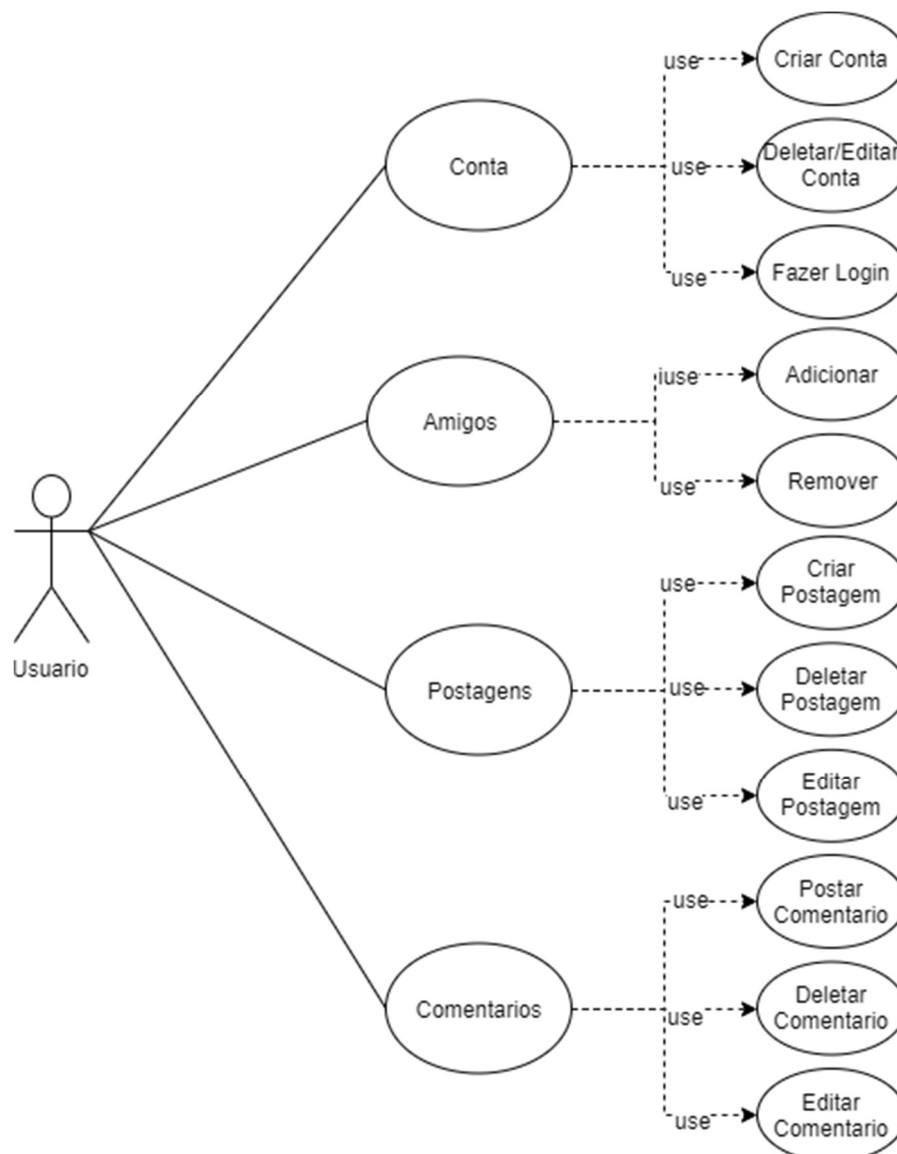 use
Criar Conta
Conta
use
Deletar/Editar
Conta
use
Fazer Login
Amigos
iuse
Adicionar
use
Remover
Usuario
Postagens
use
Criar
Postagem
use
Deletar
Postagem
use
Editar
Postagem
Comentarios
use
Postar
Comentario
use
Deletar
Comentario
use
Editar
Comentario